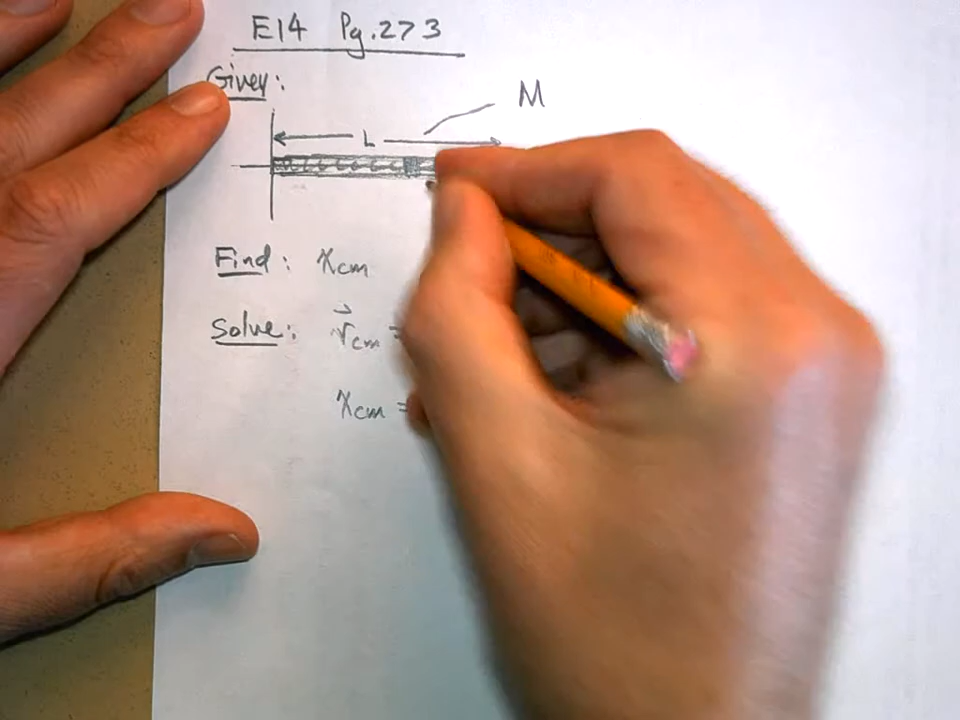 E14 Pg.273
Given:
M
L
Find: xcm
Solve: r⃗cm =
xcm =